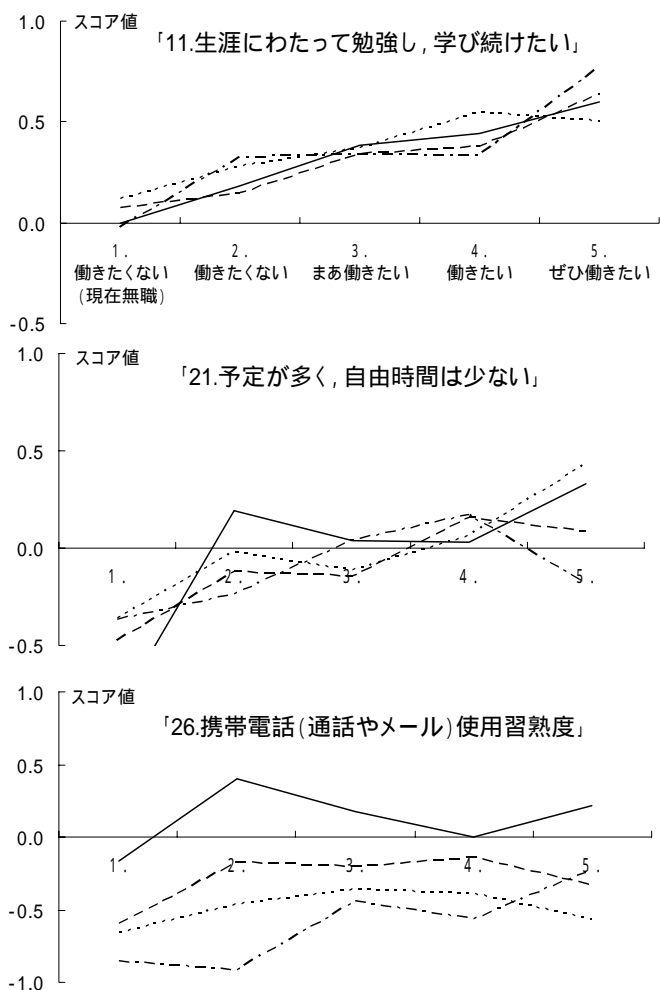 スコア値
「11.生涯にわたって勉強し,学び続けたい」
1.0
0.5
0.0
-0.5
1. 2. 3. 4. 5.
働きたくない 働きたくない まあ働きたい 働きたい ぜひ働きたい
(現在無職)
スコア値
「21.予定が多く,自由時間は少ない」
1.0
0.5
0.0
-0.5
1. 2. 3. 4. 5.
スコア値
「26.携帯電話(通話やメール)使用習熟度」
1.0
0.5
0.0
-0.5
-1.0
1. 2. 3. 4. 5.